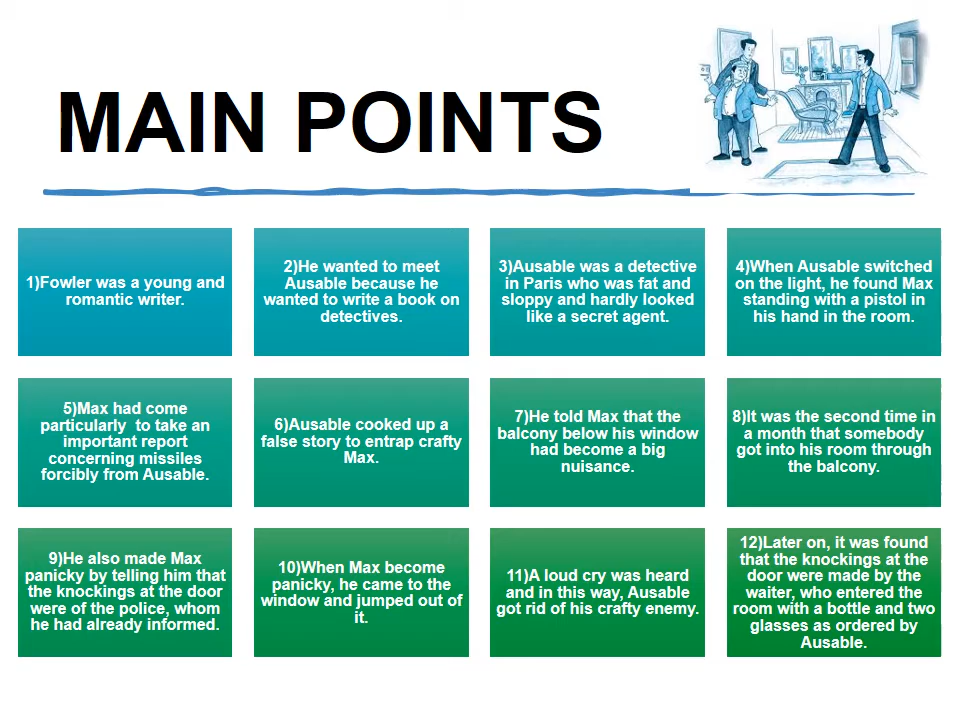 MAIN POINTS
1)Fowler was a young and
romantic writer.
2)He wanted to meet
Ausable because he
wanted to write a book on
detectives.
3)Ausable was a detective
in Paris who was fat and
sloppy and hardly looked
like a secret agent.
4)When Ausable switched
on the light, he found Max
standing with a pistol in
his hand in the room.
5)Max had come
particularly  to take an
important report
concerning missiles
forcibly from Ausable.
6)Ausable cooked up a
false story to entrap crafty
Max.
7)He told Max that the
balcony below his window
had become a big
nuisance.
8)It was the second time in
a month that somebody
got into his room through
the balcony.
9)He also made Max
panicky by telling him that
the knockings at the door
were of the police, whom
he had already informed.
10)When Max become
panicky, he came to the
window and jumped out of
it.
11)A loud cry was heard
and in this way, Ausable
got rid of his crafty enemy.
12)Later on, it was found
that the knockings at the
door were made by the
waiter, who entered the
room with a bottle and two
glasses as ordered by
Ausable.